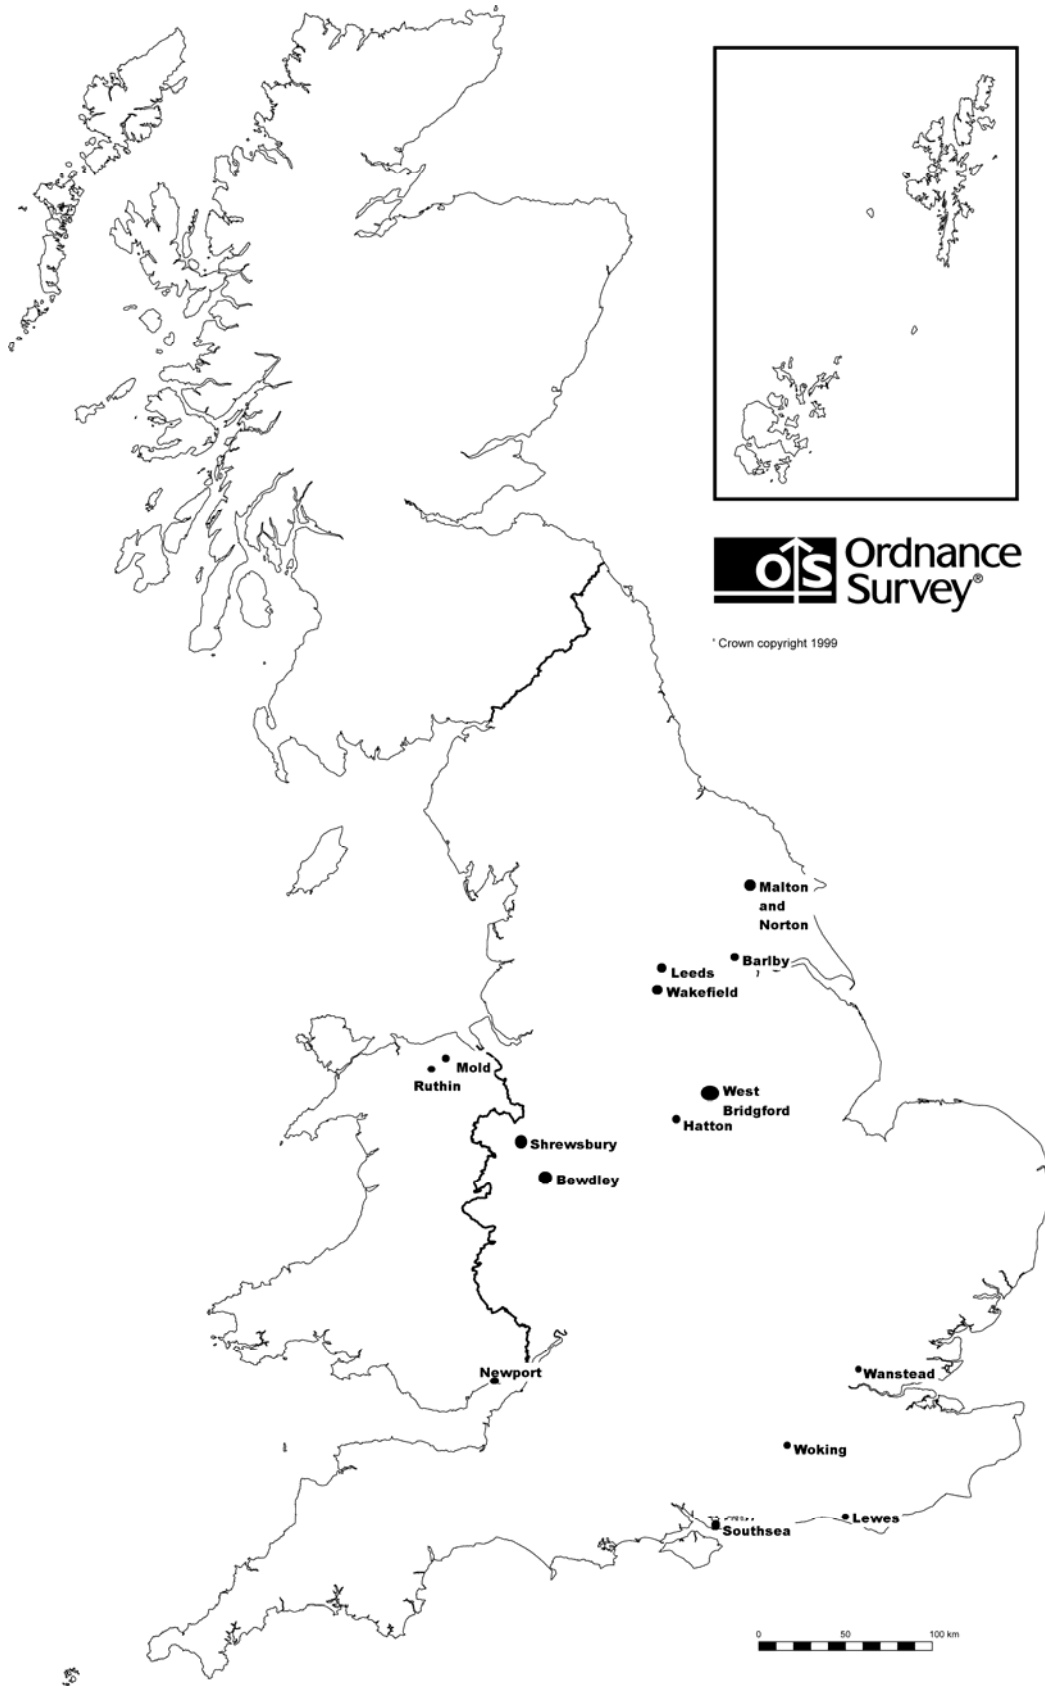 OS Ordnance
Survey®
' Crown copyright 1999
Malton
and
Norton
Barlby
Leeds
Wakefield
Mold
Ruthin
West
Bridgford
Hatton
Shrewsbury
Bewdley
Newport
Wanstead
Woking
Lewes
Southsea
0 50 100 km